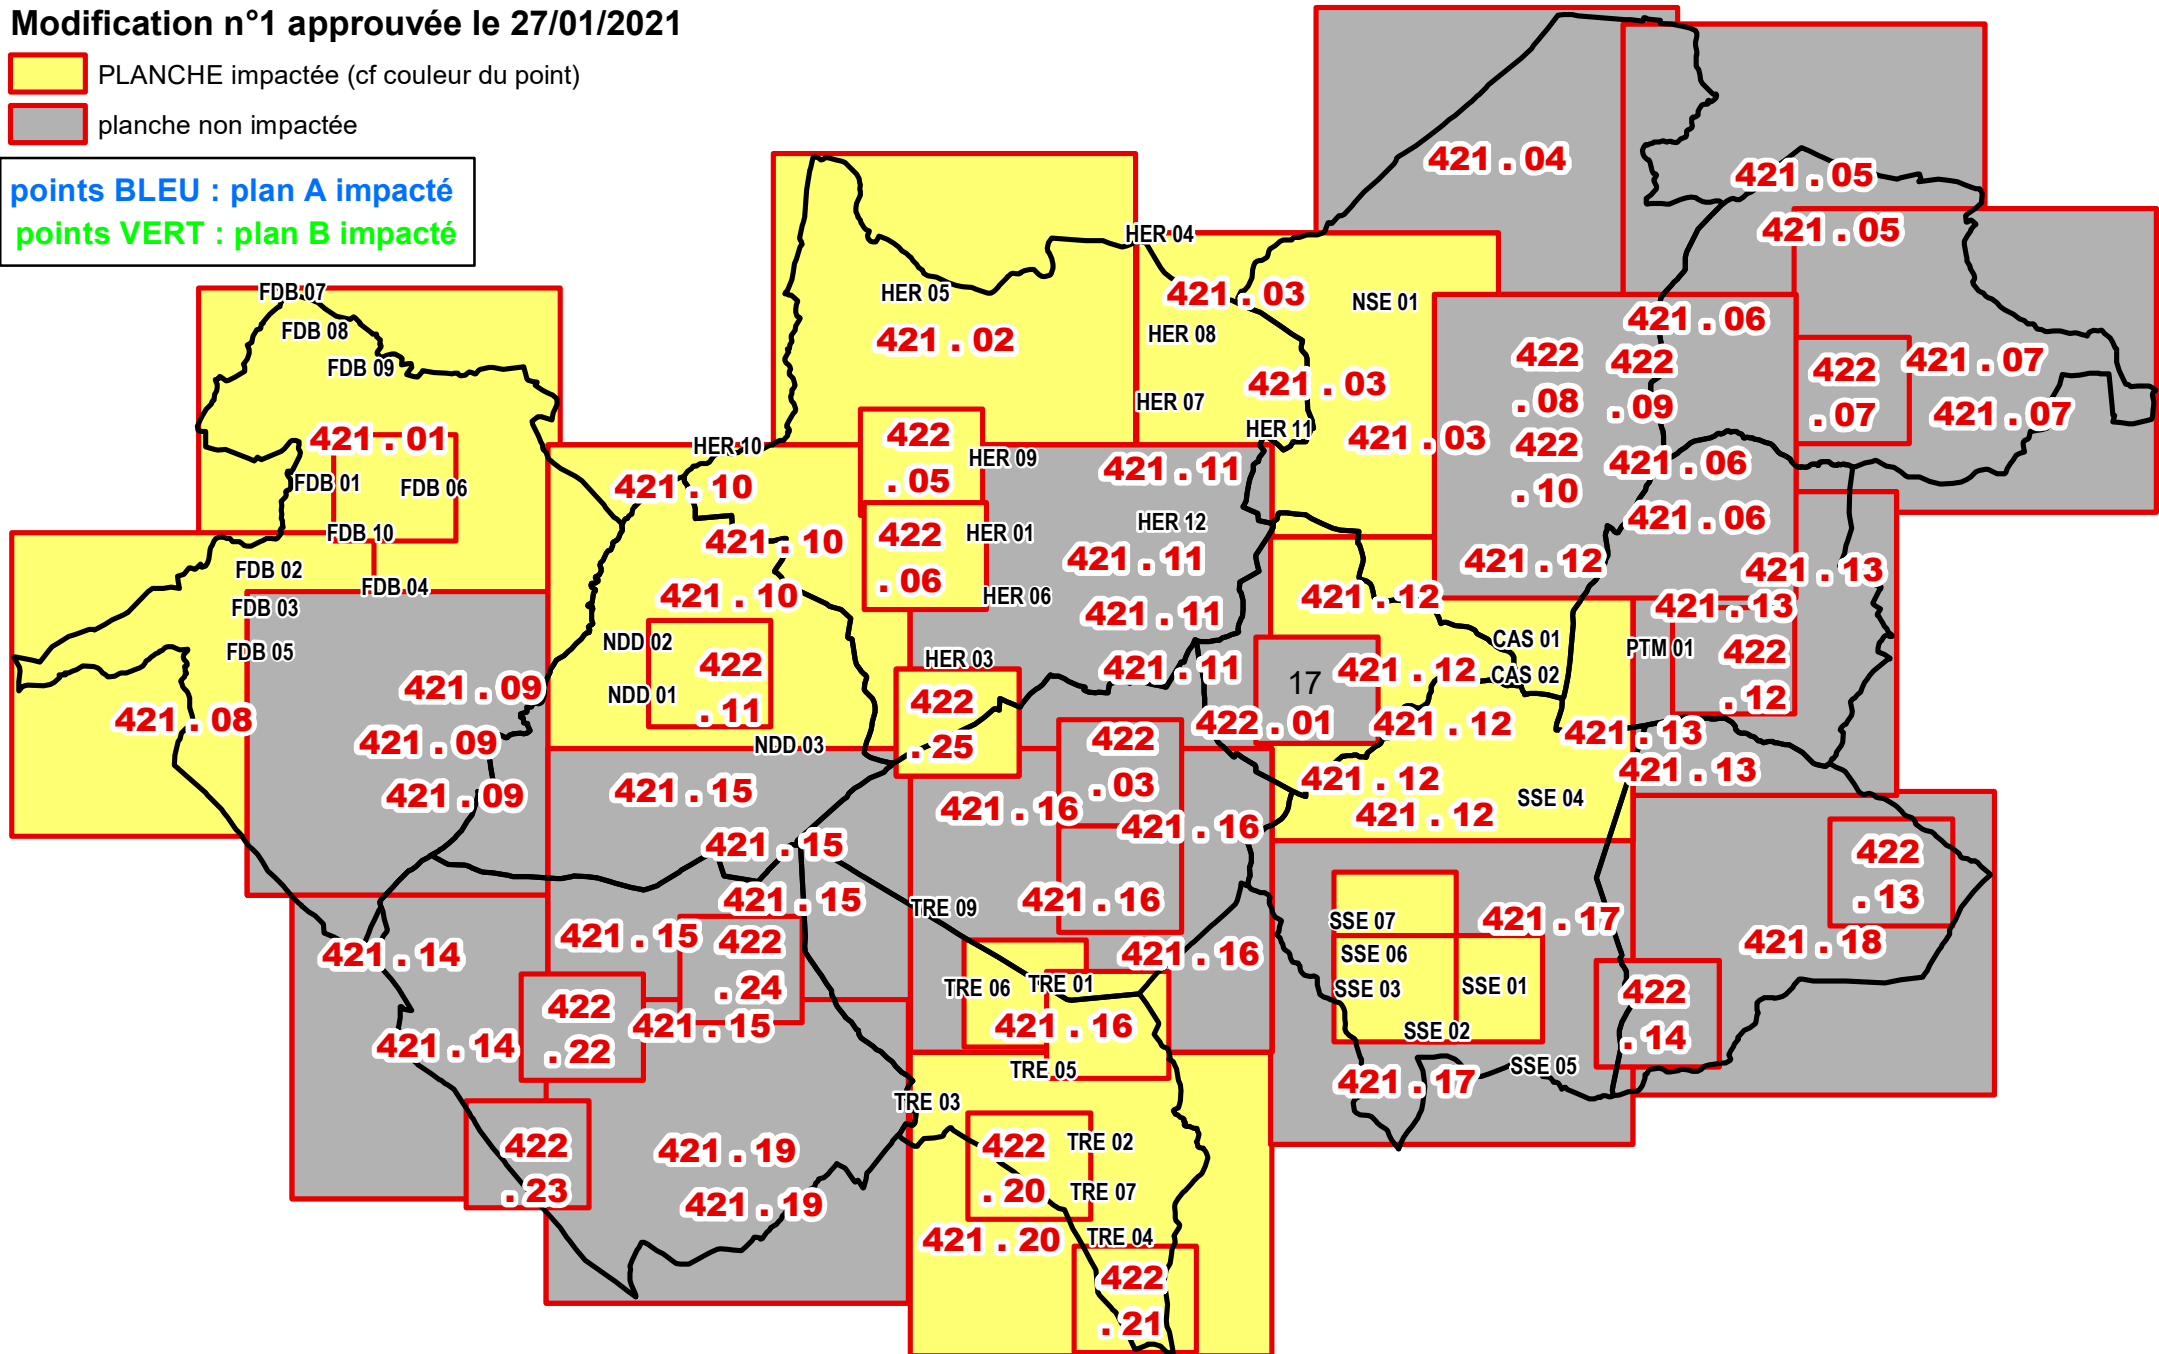 Modification n°1 approuvée le 27/01/2021
PLANCHE impactée (cf couleur du point)
planche non impactée
points BLEU : plan A impacté
points VERT : plan B impacté
421 . 04
421 . 05
421 . 05
HER 04
FDB 07
HER 05
421 . 03
NSE 01
FDB 08
421 . 02
HER 08
421 . 06
FDB 09
422
. 08
422
. 09
422
. 07
421 . 07
421 . 03
HER 07
421 . 07
421 . 01
HER 10
422
. 05
HER 09
HER 11
421 . 03
422
. 10
421 . 06
FDB 01
FDB 06
421 . 10
421 . 11
HER 12
421 . 06
FDB 10
421 . 10
422
. 06
HER 01
421 . 11
421 . 12
421 . 13
FDB 02
FDB 04
421 . 10
HER 06
421 . 12
421 . 13
FDB 03
421 . 11
FDB 05
NDD 02
422
. 11
HER 03
421 . 11
CAS 01
PTM 01
422
. 12
421 . 09
NDD 01
422
. 25
17
421 . 12
CAS 02
421 . 08
422 . 01
421 . 12
421 . 13
421 . 09
NDD 03
422
. 03
421 . 13
421 . 09
421 . 15
421 . 16
421 . 12
SSE 04
421 . 12
421 . 15
421 . 16
422
. 13
421 . 15
TRE 09
421 . 16
SSE 07
421 . 17
421 . 14
421 . 15
422
. 24
421 . 16
SSE 06
421 . 18
TRE 06
TRE 01
SSE 03
SSE 01
422
. 14
422
. 22
421 . 15
421 . 16
SSE 02
421 . 14
TRE 05
421 . 17
SSE 05
TRE 03
422
. 23
421 . 19
422
. 20
TRE 02
421 . 19
TRE 07
421 . 20
TRE 04
422
. 21